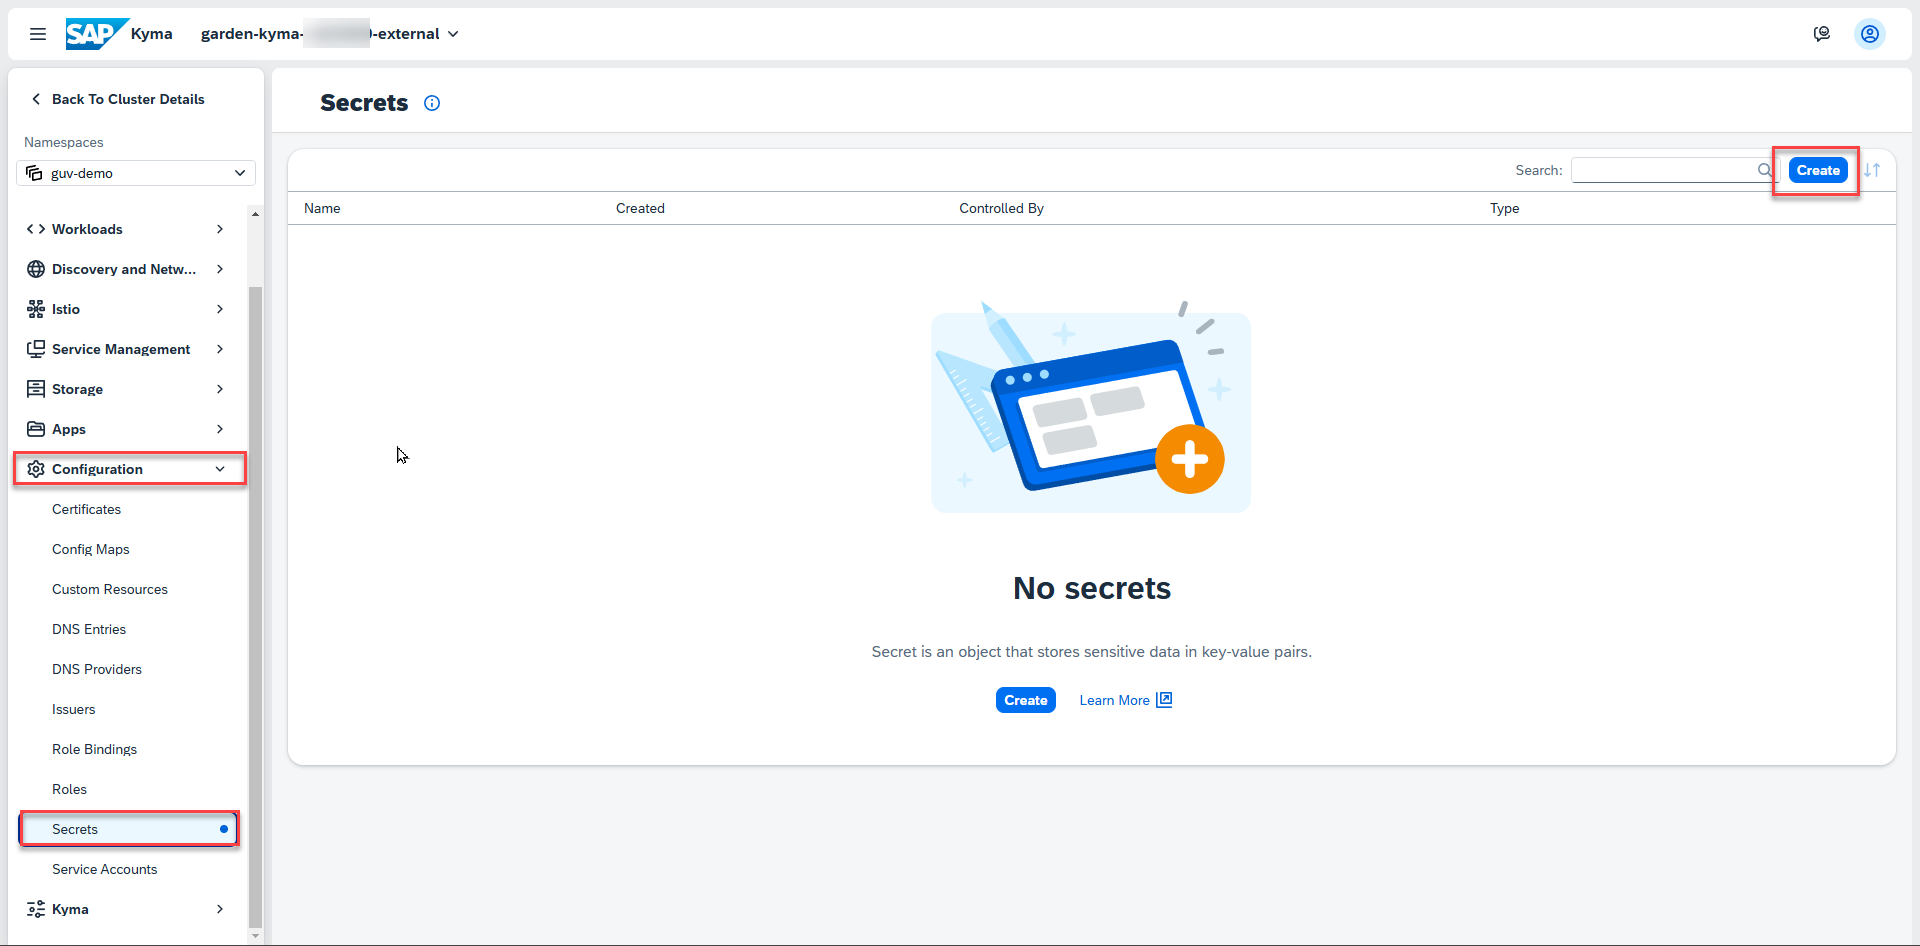 SAP Kyma garden-kyma- -external
Back To Cluster Details
Namespaces
guv-demo
Workloads
Discovery and Netw...
Istio
Service Management
Storage
Apps
Configuration
Certificates
Config Maps
Custom Resources
DNS Entries
DNS Providers
Issuers
Role Bindings
Roles
Secrets
Service Accounts
Kyma
Secrets
Search: Create
Name Created Controlled By Type
No secrets
Secret is an object that stores sensitive data in key-value pairs.
Create Learn More